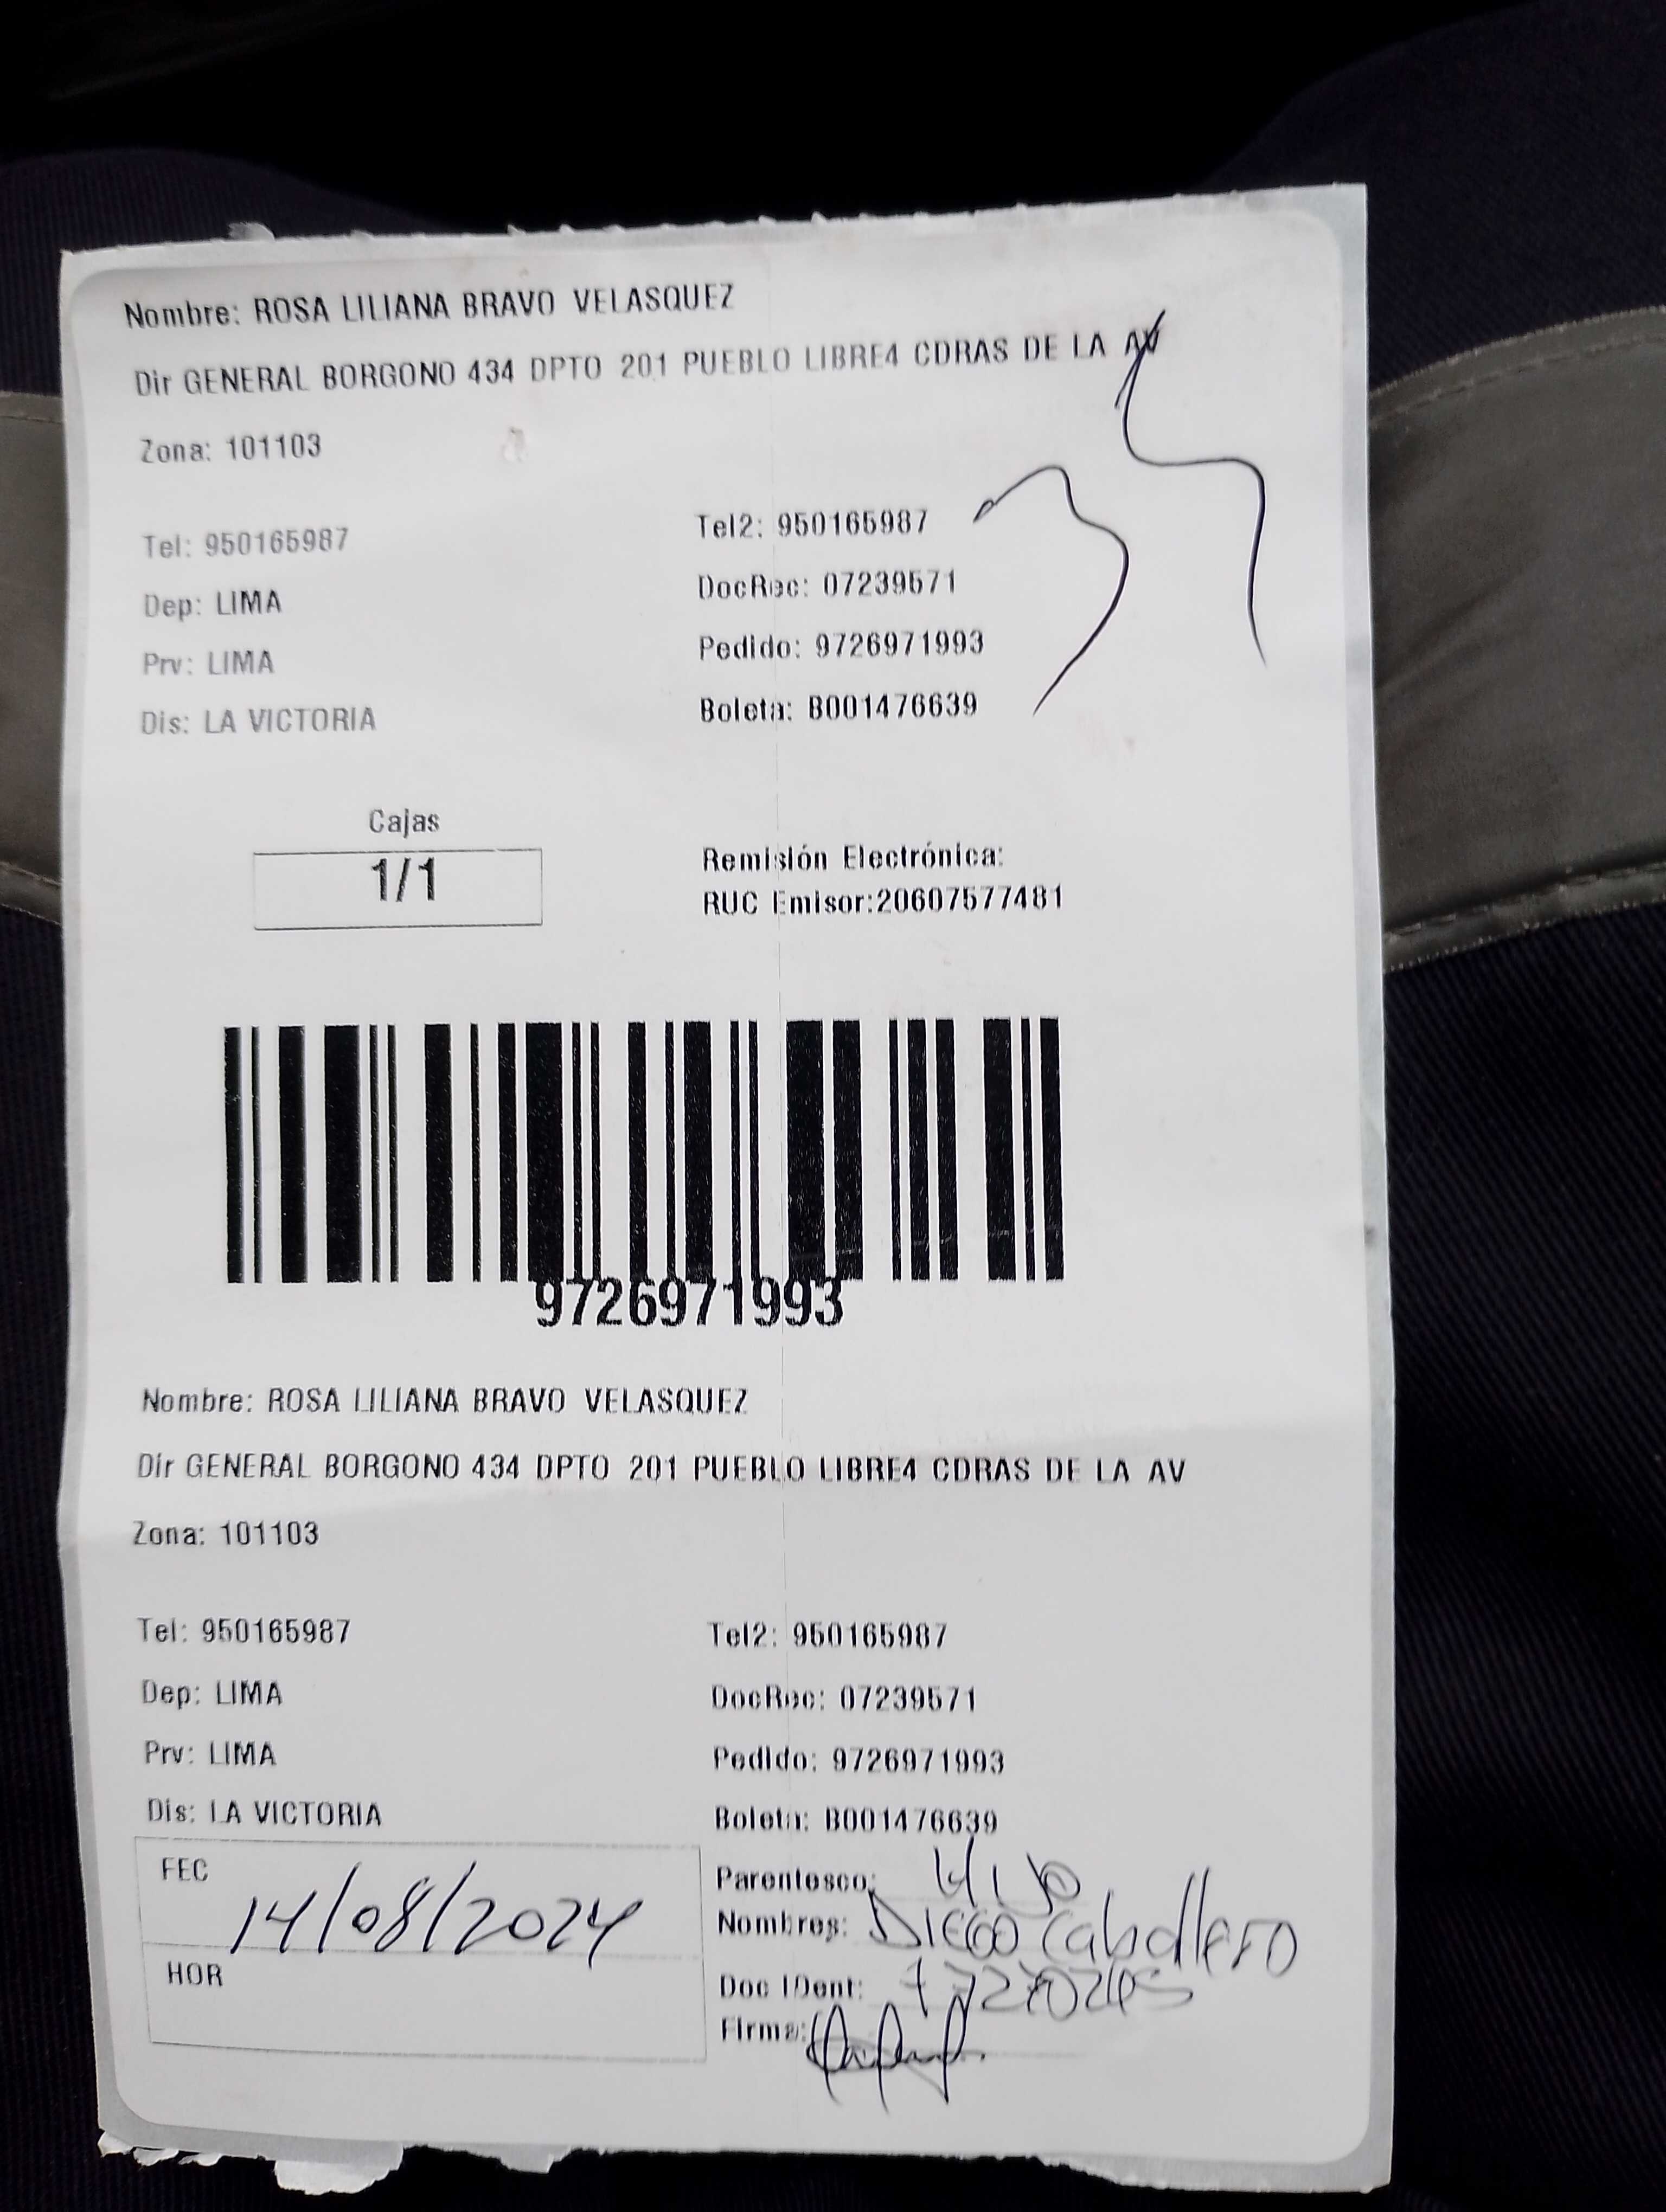 Nombre: ROSA LILIANA BRAVO VELASQUEZ
Dir GENERAL BORGONO 434 DPTO 201 PUEBLO LIBRE4 CDRAS DE LA AV
Zona: 101103
Tel: 950165987 Tel2: 950165987
Dep: LIMA DocRec: 07239571
Prv: LIMA Pedido: 9726971993
Dis: LA VICTORIA Boleta: B001476639
Cajas
1/1
Remisión Electrónica:
RUC Emisor:20607577481
9726971993
Nombre: ROSA LILIANA BRAVO VELASQUEZ
Dir GENERAL BORGONO 434 DPTO 201 PUEBLO LIBRE4 CDRAS DE LA AV
Zona: 101103
Tel: 950165987 Tel2: 950165987
Dep: LIMA DocRec: 07239571
Prv: LIMA Pedido: 9726971993
Dis: LA VICTORIA Boleta: B001476639
FEC 14/08/2024
HOR
Parentesco: Hijo
Nombres: DIEGO Caballero
Doc IDent:
Firma: